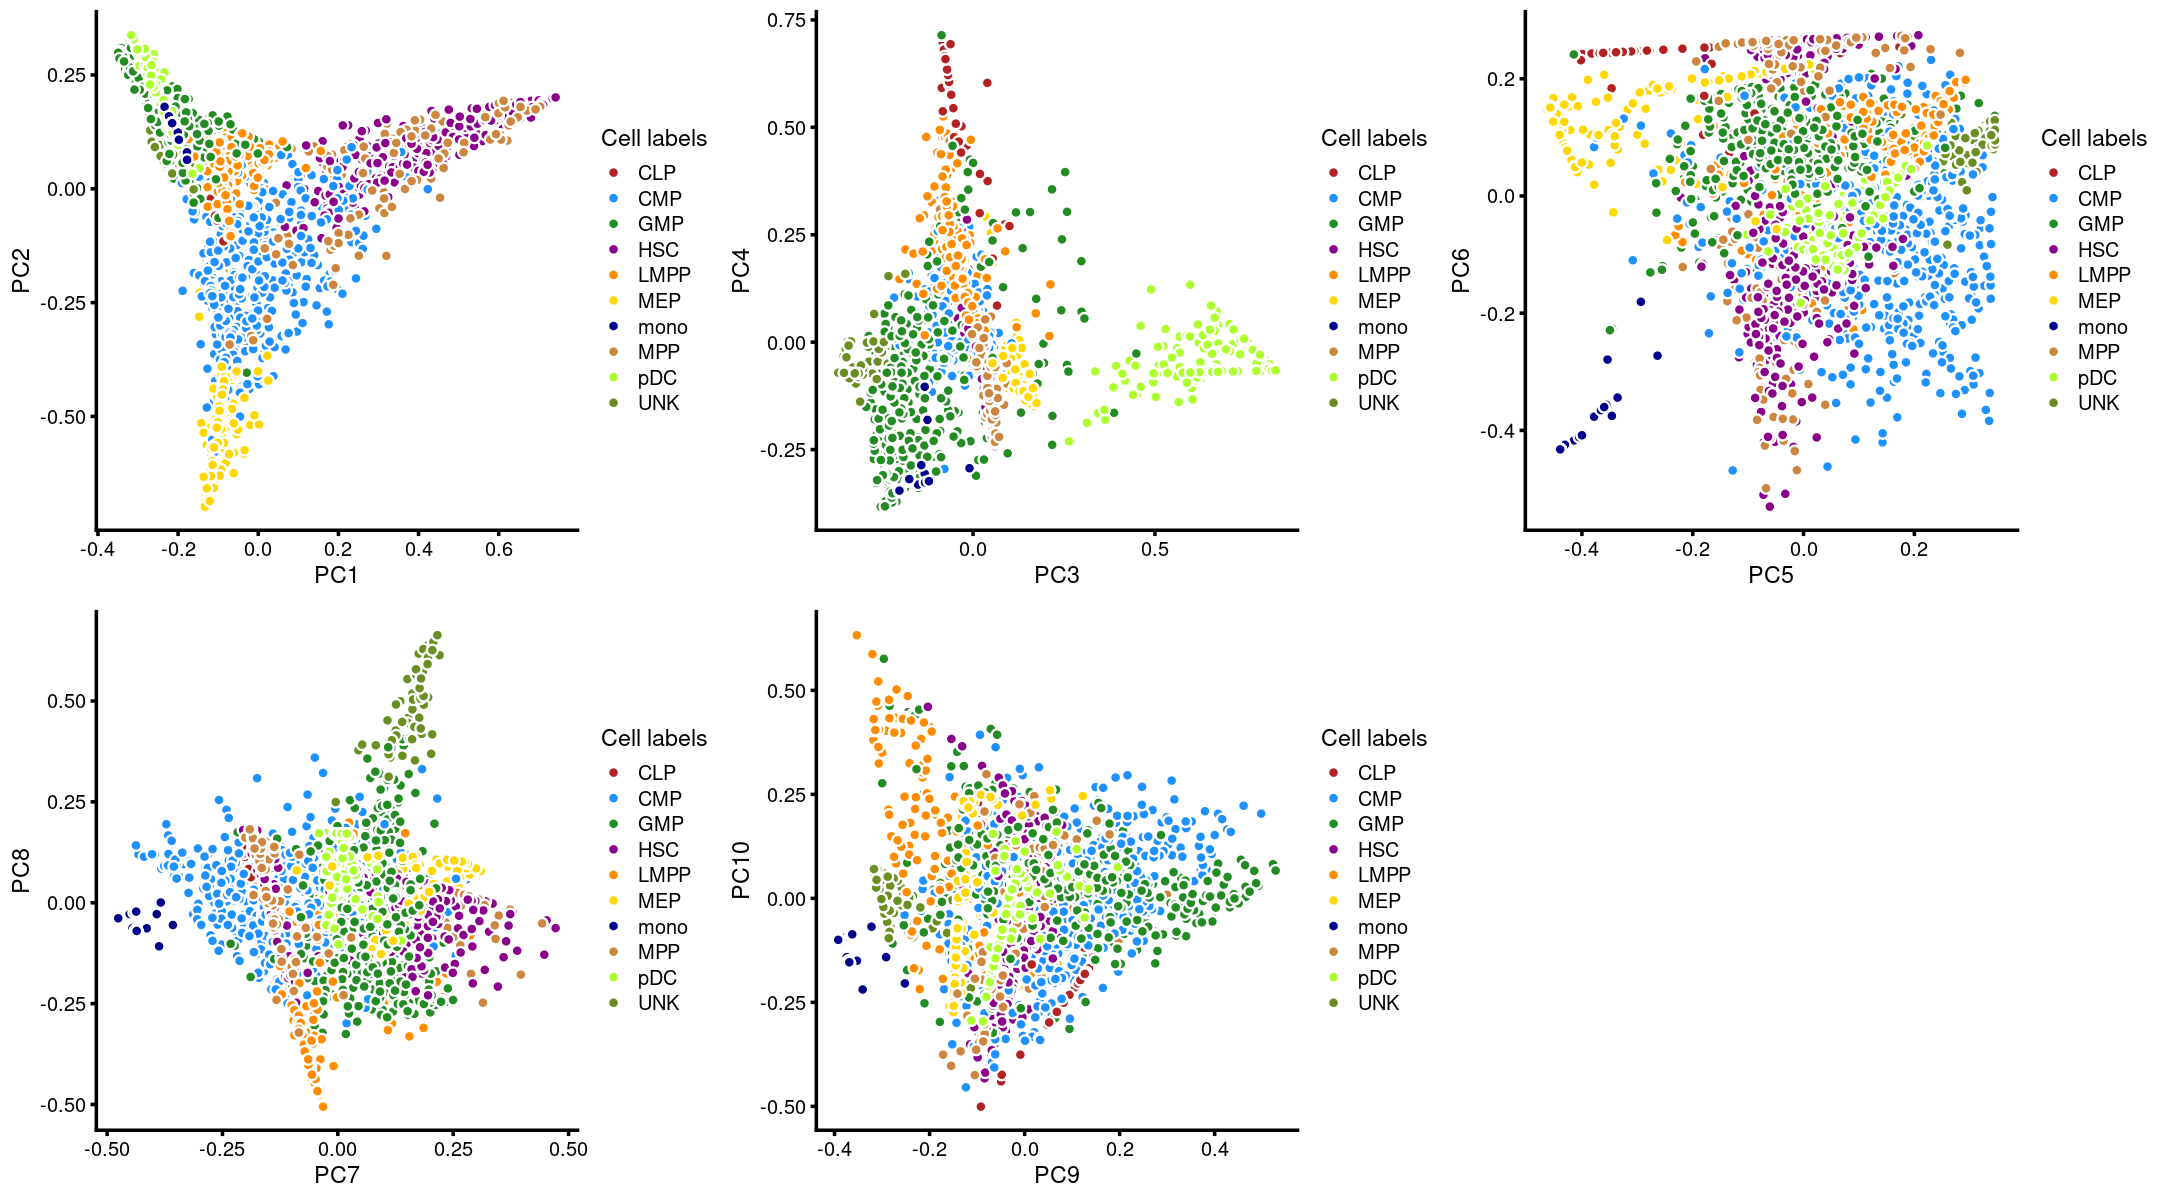 0.25
0.00
-0.25
-0.50
PC2
-0.4 -0.2 0.0 0.2 0.4 0.6
PC1
Cell labels
CLP
CMP
GMP
HSC
LMPP
MEP
mono
MPP
pDC
UNK
0.75
0.50
0.25
0.00
-0.25
PC4
0.0 0.5
PC3
Cell labels
CLP
CMP
GMP
HSC
LMPP
MEP
mono
MPP
pDC
UNK
0.2
0.0
-0.2
-0.4
PC6
-0.4 -0.2 0.0 0.2
PC5
Cell labels
CLP
CMP
GMP
HSC
LMPP
MEP
mono
MPP
pDC
UNK
0.50
0.25
0.00
-0.25
-0.50
PC8
-0.50 -0.25 0.00 0.25 0.50
PC7
Cell labels
CLP
CMP
GMP
HSC
LMPP
MEP
mono
MPP
pDC
UNK
0.50
0.25
0.00
-0.25
-0.50
PC10
-0.4 -0.2 0.0 0.2 0.4
PC9
Cell labels
CLP
CMP
GMP
HSC
LMPP
MEP
mono
MPP
pDC
UNK